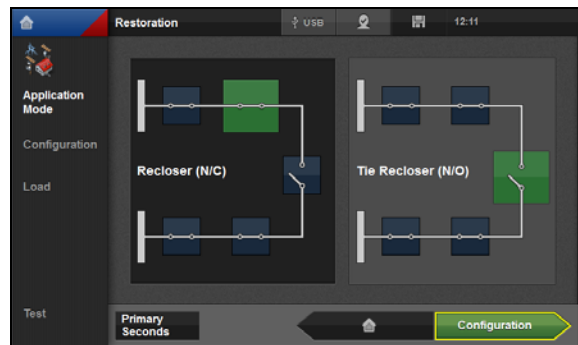 Restoration
USB
12:11
Application
Mode
Configuration
Load
Test
Recloser (N/C)
Tie Recloser (N/O)
Primary
Seconds
Configuration